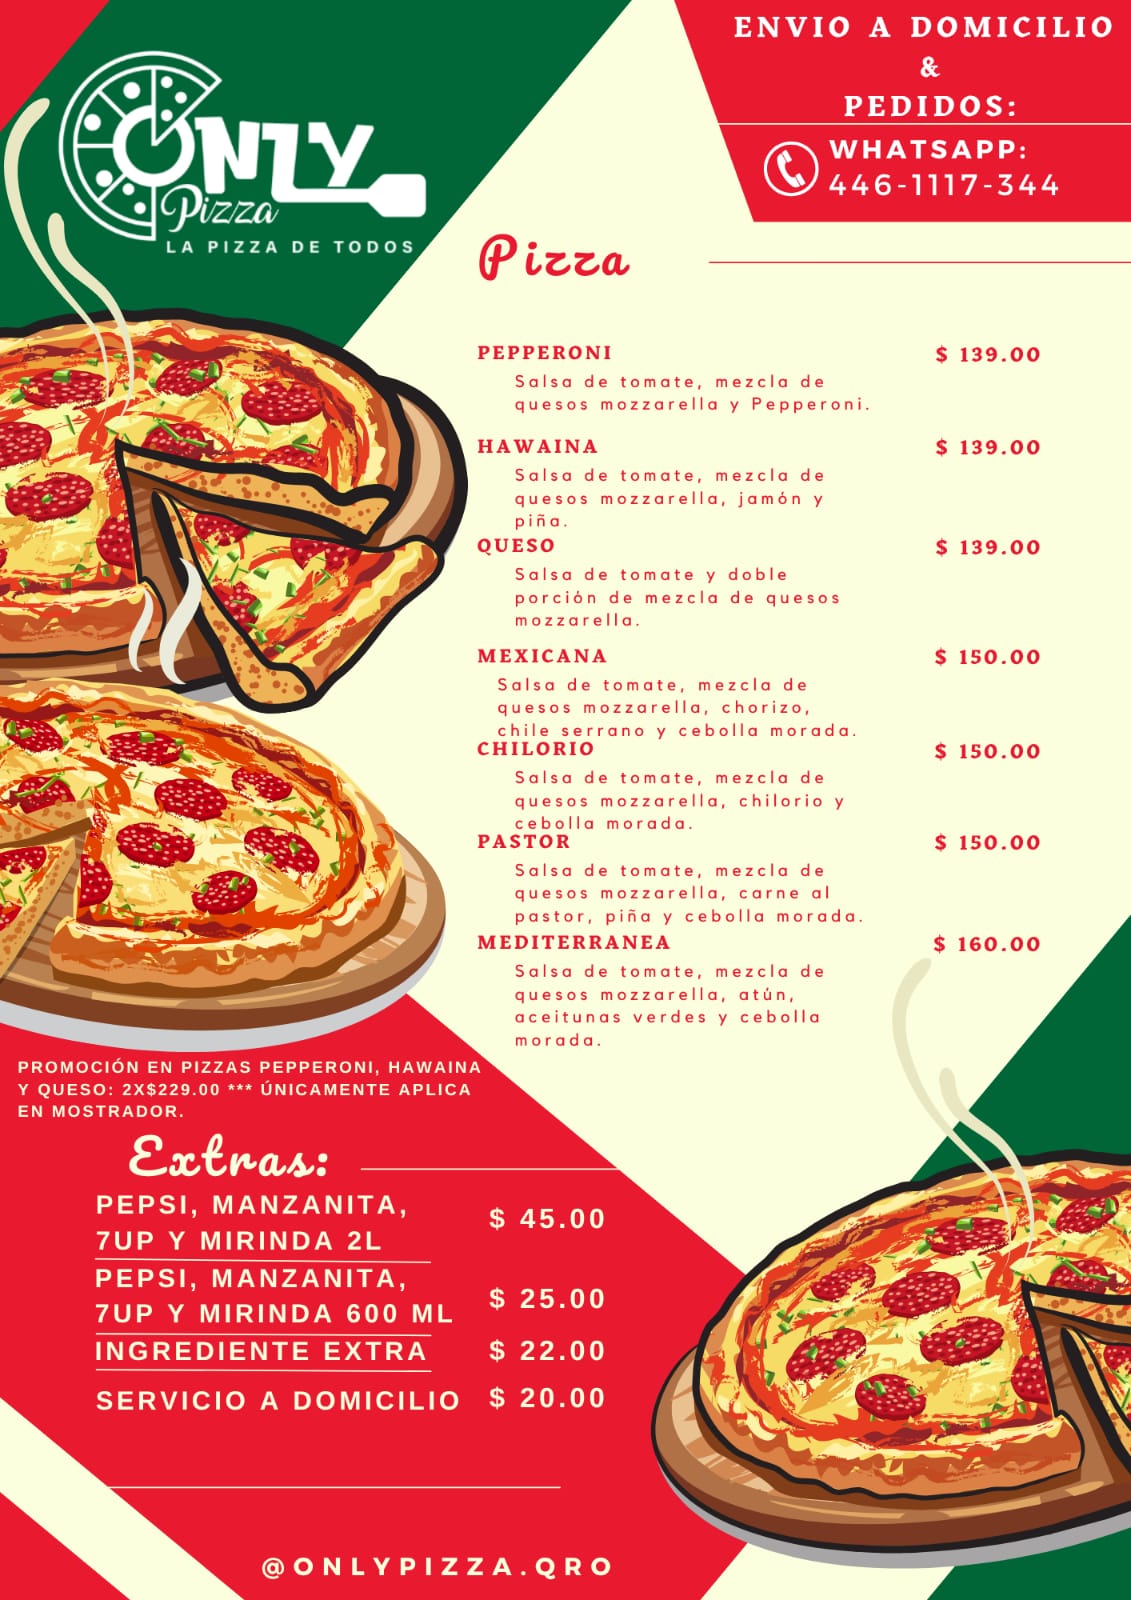 ONLY
Pizza
LA PIZZA DE TODOS
ENVIO A DOMICILIO
&
PEDIDOS:
WHATSAPP:
446-1117-344
Pizza
PEPPERONI $ 139.00
Salsa de tomate, mezcla de
quesos mozzarella y Pepperoni.
HAWAINA $ 139.00
Salsa de tomate, mezcla de
quesos mozzarella, jamón y
piña.
QUESO $ 139.00
Salsa de tomate y doble
porción de mezcla de quesos
mozzarella.
MEXICANA $ 150.00
Salsa de tomate, mezcla de
quesos mozzarella, chorizo,
chile serrano y cebolla morada.
CHILORIO $ 150.00
Salsa de tomate, mezcla de
quesos mozzarella, chilorio y
cebolla morada.
PASTOR $ 150.00
Salsa de tomate, mezcla de
quesos mozzarella, carne al
pastor, piña y cebolla morada.
MEDITERRANEA $ 160.00
Salsa de tomate, mezcla de
quesos mozzarella, atún,
aceitunas verdes y cebolla
morada.
PROMOCIÓN EN PIZZAS PEPPERONI, HAWAINA
Y QUESO: 2X$229.00 *** ÚNICAMENTE APLICA
EN MOSTRADOR.
Extras:
PEPSI, MANZANITA,
7UP Y MIRINDA 2L $ 45.00
PEPSI, MANZANITA,
7UP Y MIRINDA 600 ML $ 25.00
INGREDIENTE EXTRA $ 22.00
SERVICIO A DOMICILIO $ 20.00
@ONLYPIZZA.QRO